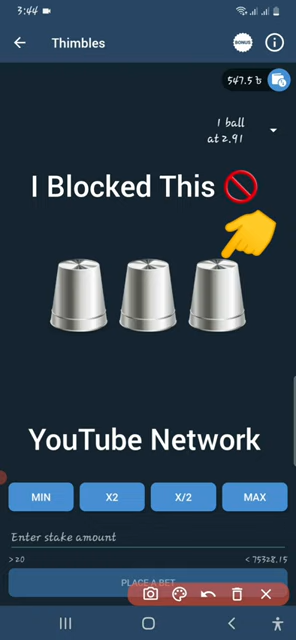 3:44
Thimbles
BONUS
547.5 ৳
1 ball
at 2.91
I Blocked This 🚫
YouTube Network
MIN X2 X/2 MAX
Enter stake amount
> 20 < 75328.15
PLACE A BET